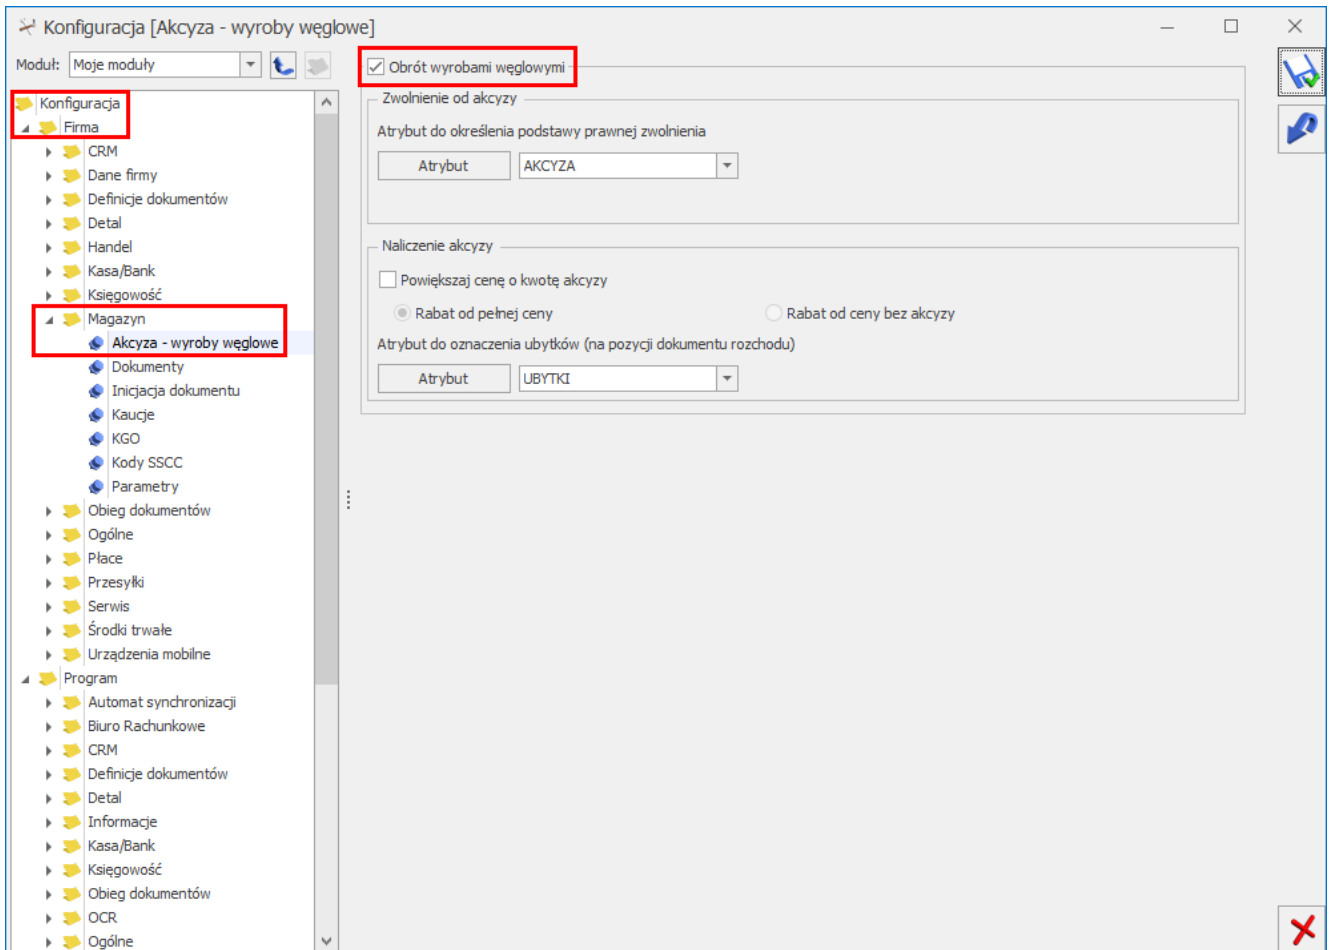 Konfiguracja [Akcyza - wyroby węglowe]
Moduł: Moje moduły
Konfiguracja
Firma
CRM
Dane firmy
Definicje dokumentów
Detal
Handel
Kasa/Bank
Księgowość
Magazyn
Akcyza - wyroby węglowe
Dokumenty
Inicjacja dokumentu
Kaucje
KGO
Kody SSCC
Parametry
Obieg dokumentów
Ogólne
Płace
Przesyłki
Serwis
Środki trwałe
Urządzenia mobilne
Program
Automat synchronizacji
Biuro Rachunkowe
CRM
Definicje dokumentów
Detal
Informacje
Kasa/Bank
Księgowość
Obieg dokumentów
OCR
Ogólne
Obrót wyrobami węglowymi
Zwolnienie od akcyzy
Atrybut do określenia podstawy prawnej zwolnienia
Atrybut AKCYZA
Naliczenie akcyzy
Powiększaj cenę o kwotę akcyzy
Rabat od pełnej ceny Rabat od ceny bez akcyzy
Atrybut do oznaczenia ubytków (na pozycji dokumentu rozchodu)
Atrybut UBYTKI